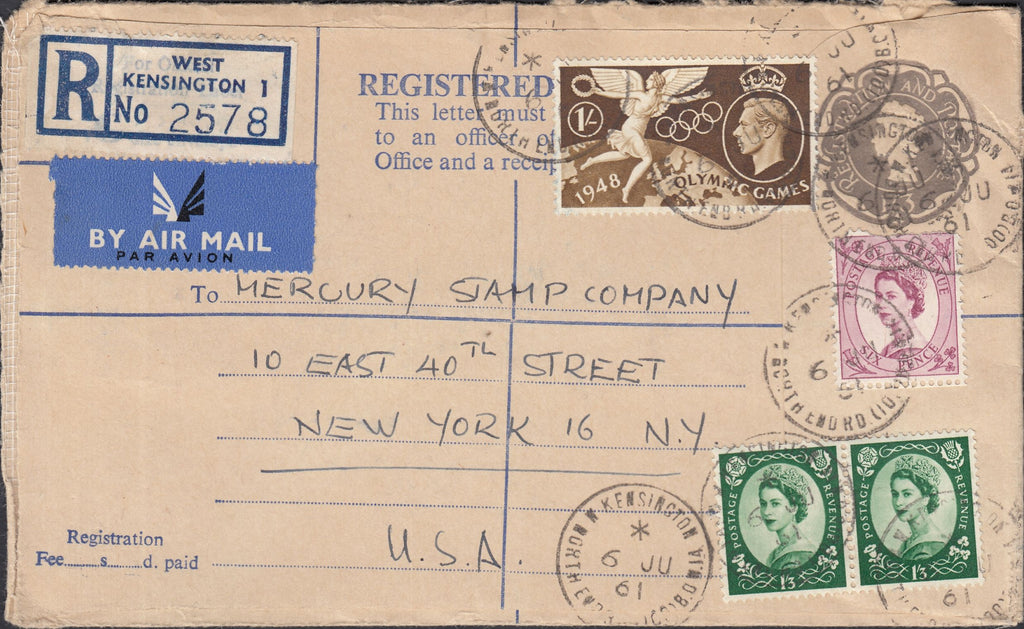 R
WEST
KENSINGTON 1
No 2578
BY AIR MAIL
PAR AVION
REGISTERED
This letter must
to an officer of
Office and a receip
1/-
1948
OLYMPIC GAMES
POSTAGE REVENUE
SIX PENCE
To MERCURY STAMP COMPANY
10 EAST 40TH STREET
NEW YORK 16 N.Y.
U.S.A.
POSTAGE REVENUE
1/3
POSTAGE REVENUE
1/3
Registration
Fee s d. paid
W. KENSINGTON
6 JU
61